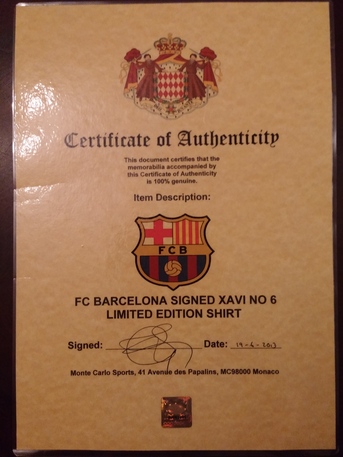 Certificate of Authenticity
This document certifies that the
memorabilia accompanied by
this Certificate of Authenticity
is 100% genuine.
Item Description:
F C B
FC BARCELONA SIGNED XAVI NO 6
LIMITED EDITION SHIRT
Signed: Date: 19-6-2013
Monte Carlo Sports, 41 Avenue des Papalins, MC98000 Monaco